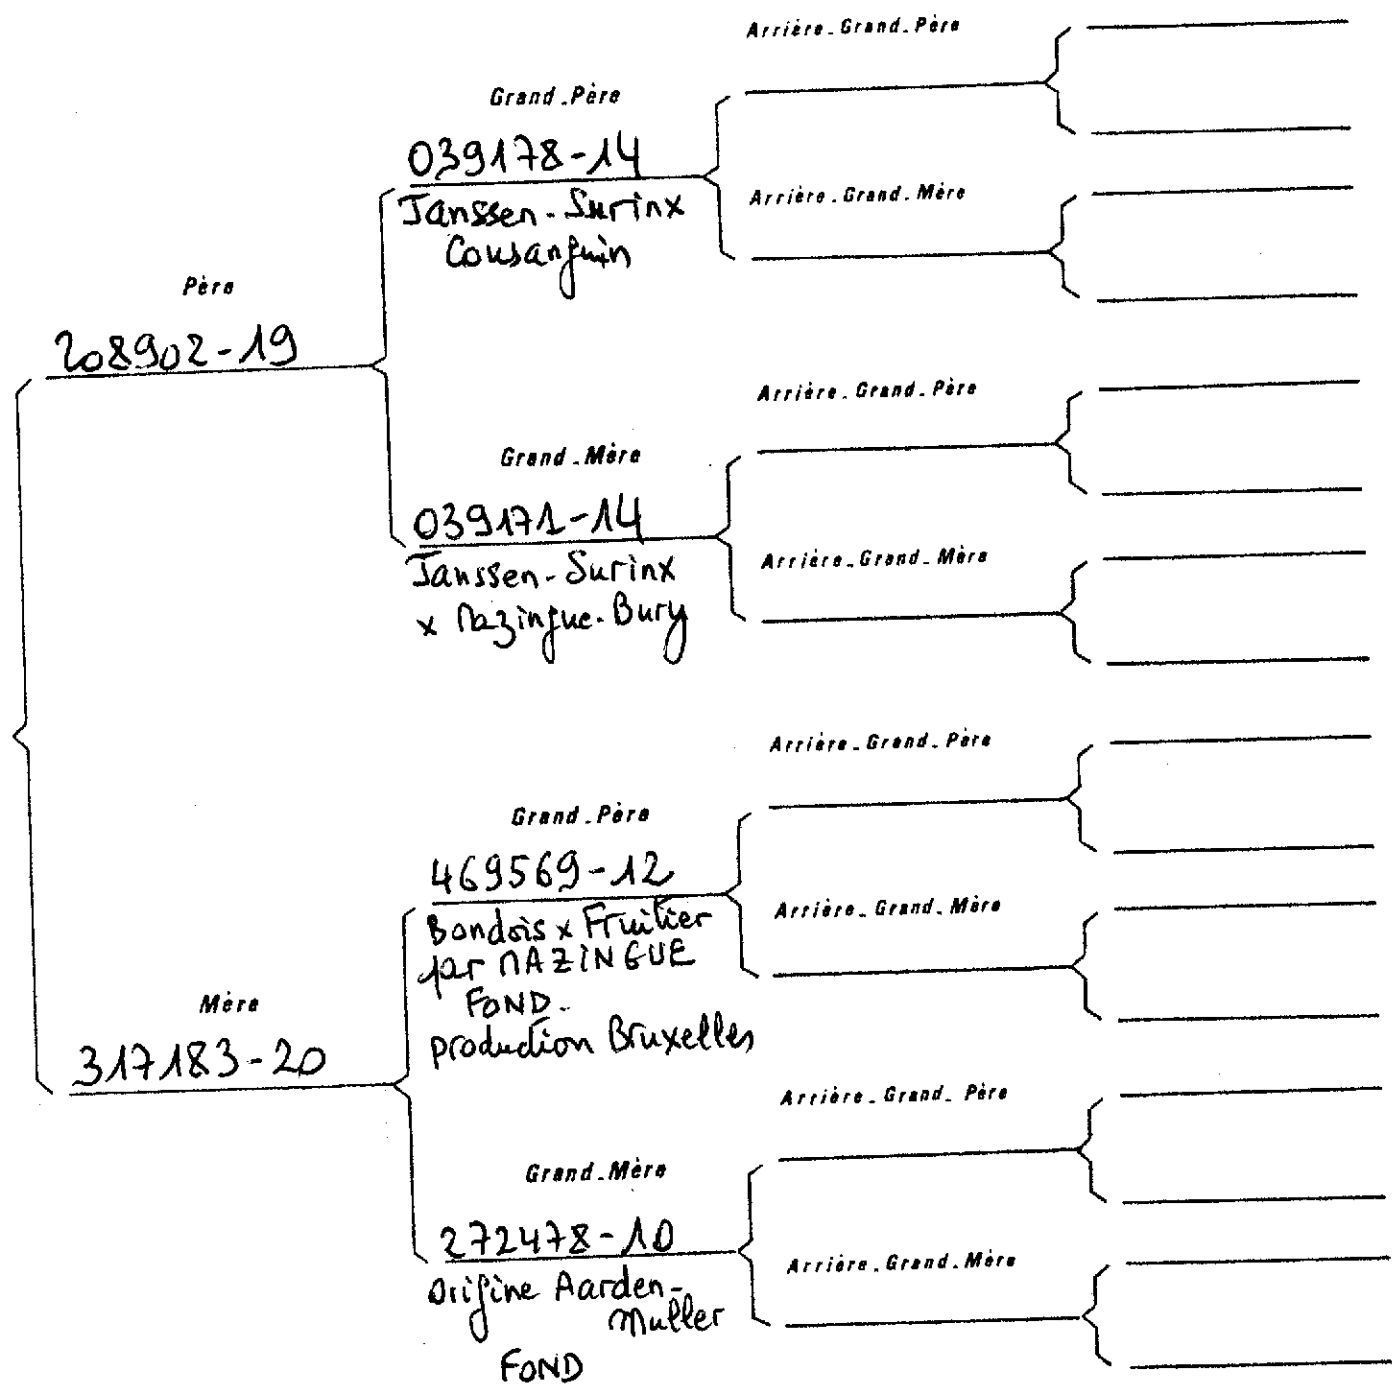 Arrière-Grand-Père
Grand-Père
039178-14
Janssen-Surinx
Cousanguin
Arrière-Grand-Mère
Père
208902-19
Arrière-Grand-Père
Grand-Mère
039171-14
Janssen-Surinx
x Mazingue-Bury
Arrière-Grand-Mère
Arrière-Grand-Père
Grand-Père
469569-12
Bondois x Fruitier
par MAZINGUE
FOND-
production Bruxelles
Arrière-Grand-Mère
Mère
317183-20
Arrière-Grand-Père
Grand-Mère
272478-10
Origine Aarden-
Muller
FOND
Arrière-Grand-Mère